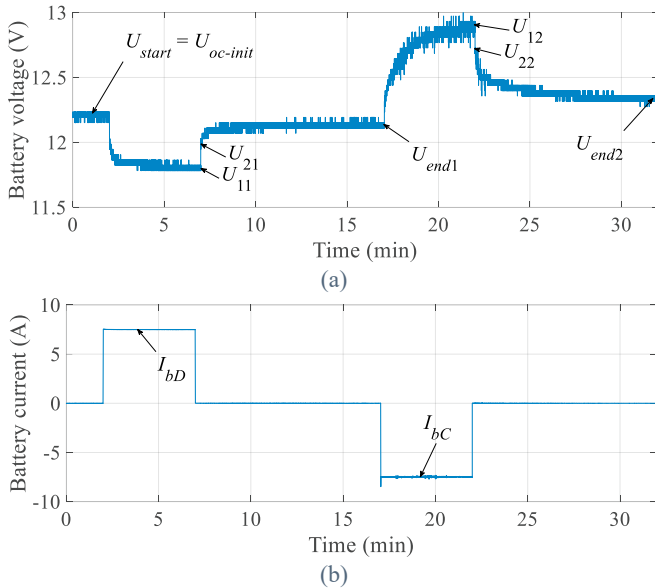 13
12.5
12
11.5
Battery voltage (V)
U_start = U_oc-init
U_21
U_11
U_12
U_22
U_end1
U_end2
0 5 10 15 20 25 30
Time (min)
(a)
10
5
0
-5
-10
Battery current (A)
I_bD
I_bC
0 5 10 15 20 25 30
Time (min)
(b)